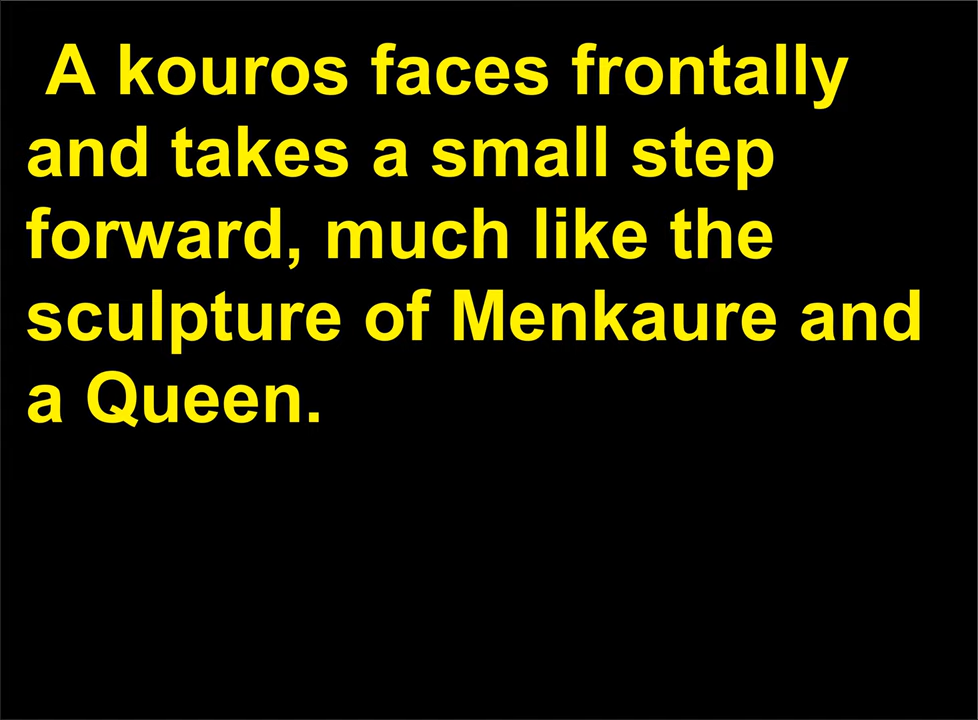 A kouros faces frontally
and takes a small step
forward, much like the
sculpture of Menkaure and
a Queen.